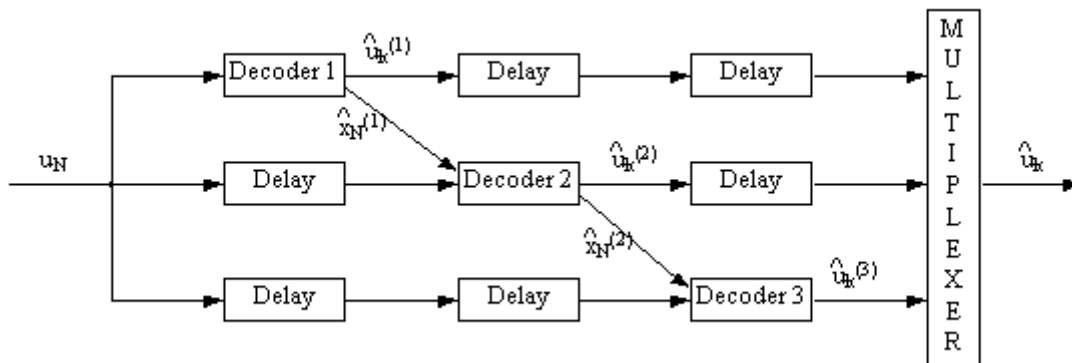 û_k(1)
Decoder 1
Delay
Delay
x̂_N(1)
u_N
û_k(2)
Delay
Decoder 2
Delay
x̂_N(2)
û_k(3)
Delay
Delay
Decoder 3
MULTIPLEXER
û_k